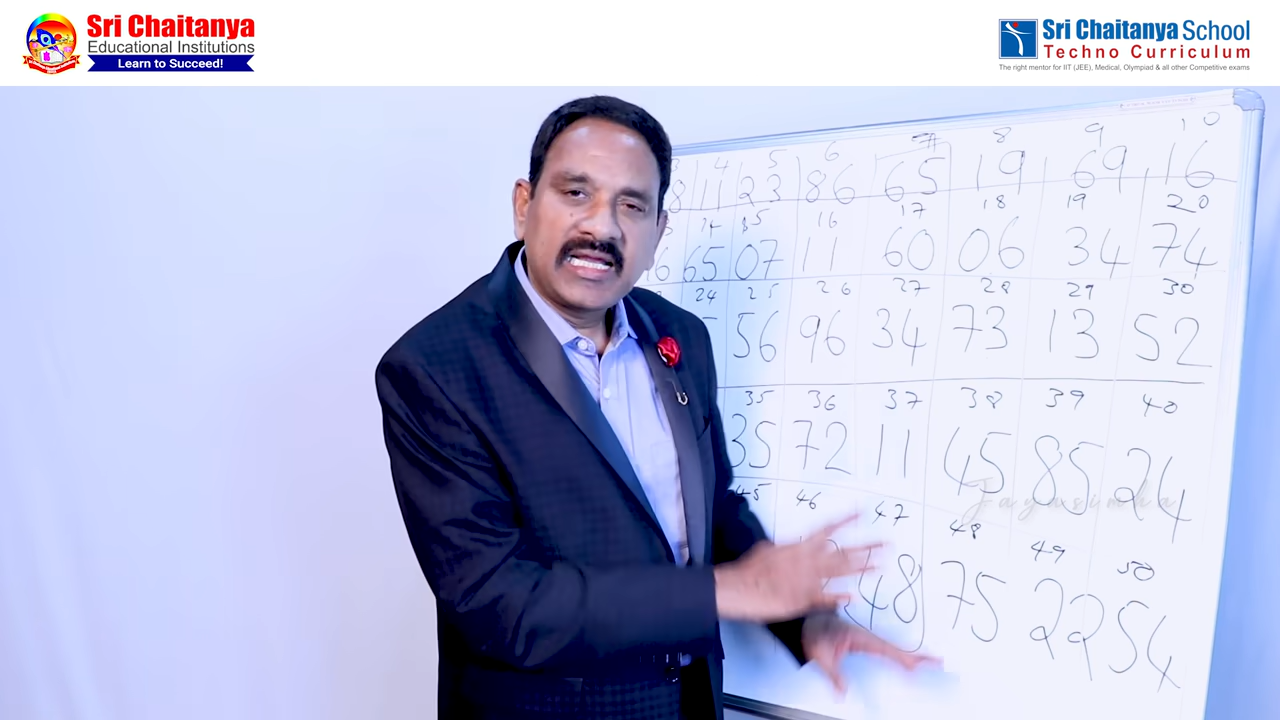 Sri Chaitanya
Educational Institutions
Learn to Succeed!
Sri Chaitanya School
Techno Curriculum
The right mentor for IIT (JEE), Medical, Olympiad & all other Competitive exams
4 5 6 7 8 9 10
8 11 23 86 65 19 69 16
14 15 16 17 18 19 20
16 65 07 11 60 06 34 74
24 25 26 27 28 29 30
56 96 34 73 13 52
35 36 37 38 39 40
35 72 11 45 85 24
Jayasimha
45 46 47 48 49 50
48 75 22 54